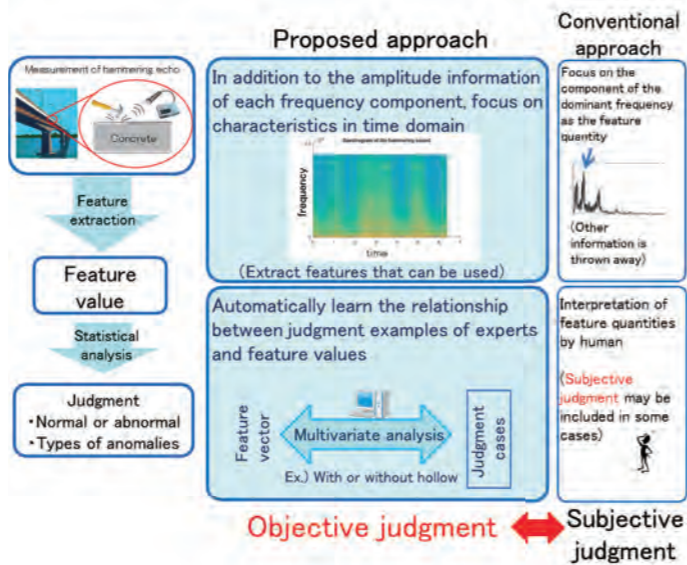 Proposed approach
Conventional
approach
Measurement of hammering echo
Concrete
Feature
extraction
Feature
value
Statistical
analysis
Judgment
・Normal or abnormal
・Types of anomalies
In addition to the amplitude information
of each frequency component, focus on
characteristics in time domain
frequency
time
(Extract features that can be used)
Automatically learn the relationship
between judgment examples of experts
and feature values
Feature
vector
Multivariate analysis
Judgment
cases
Ex.) With or without hollow
Focus on the
component of the
dominant frequency
as the feature
quantity
(Other
information is
thrown away)
Interpretation of
feature quantities
by human
(Subjective
judgment may be
included in some
cases)
Objective judgment
Subjective
judgment